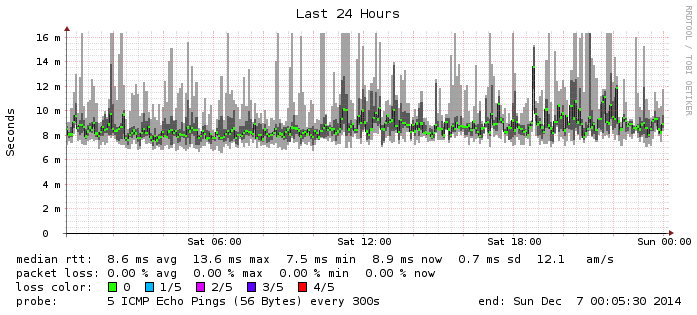 Last 24 Hours
RRDTOOL / TOBI OETIKER
Seconds
16 m
14 m
12 m
10 m
8 m
6 m
4 m
2 m
0
Sat 06:00 Sat 12:00 Sat 18:00 Sun 00:00
median rtt: 8.6 ms avg 13.6 ms max 7.5 ms min 8.9 ms now 0.7 ms sd 12.1 am/s
packet loss: 0.00 % avg 0.00 % max 0.00 % min 0.00 % now
loss color: 0 1/5 2/5 3/5 4/5
probe: 5 ICMP Echo Pings (56 Bytes) every 300s end: Sun Dec 7 00:05:30 2014